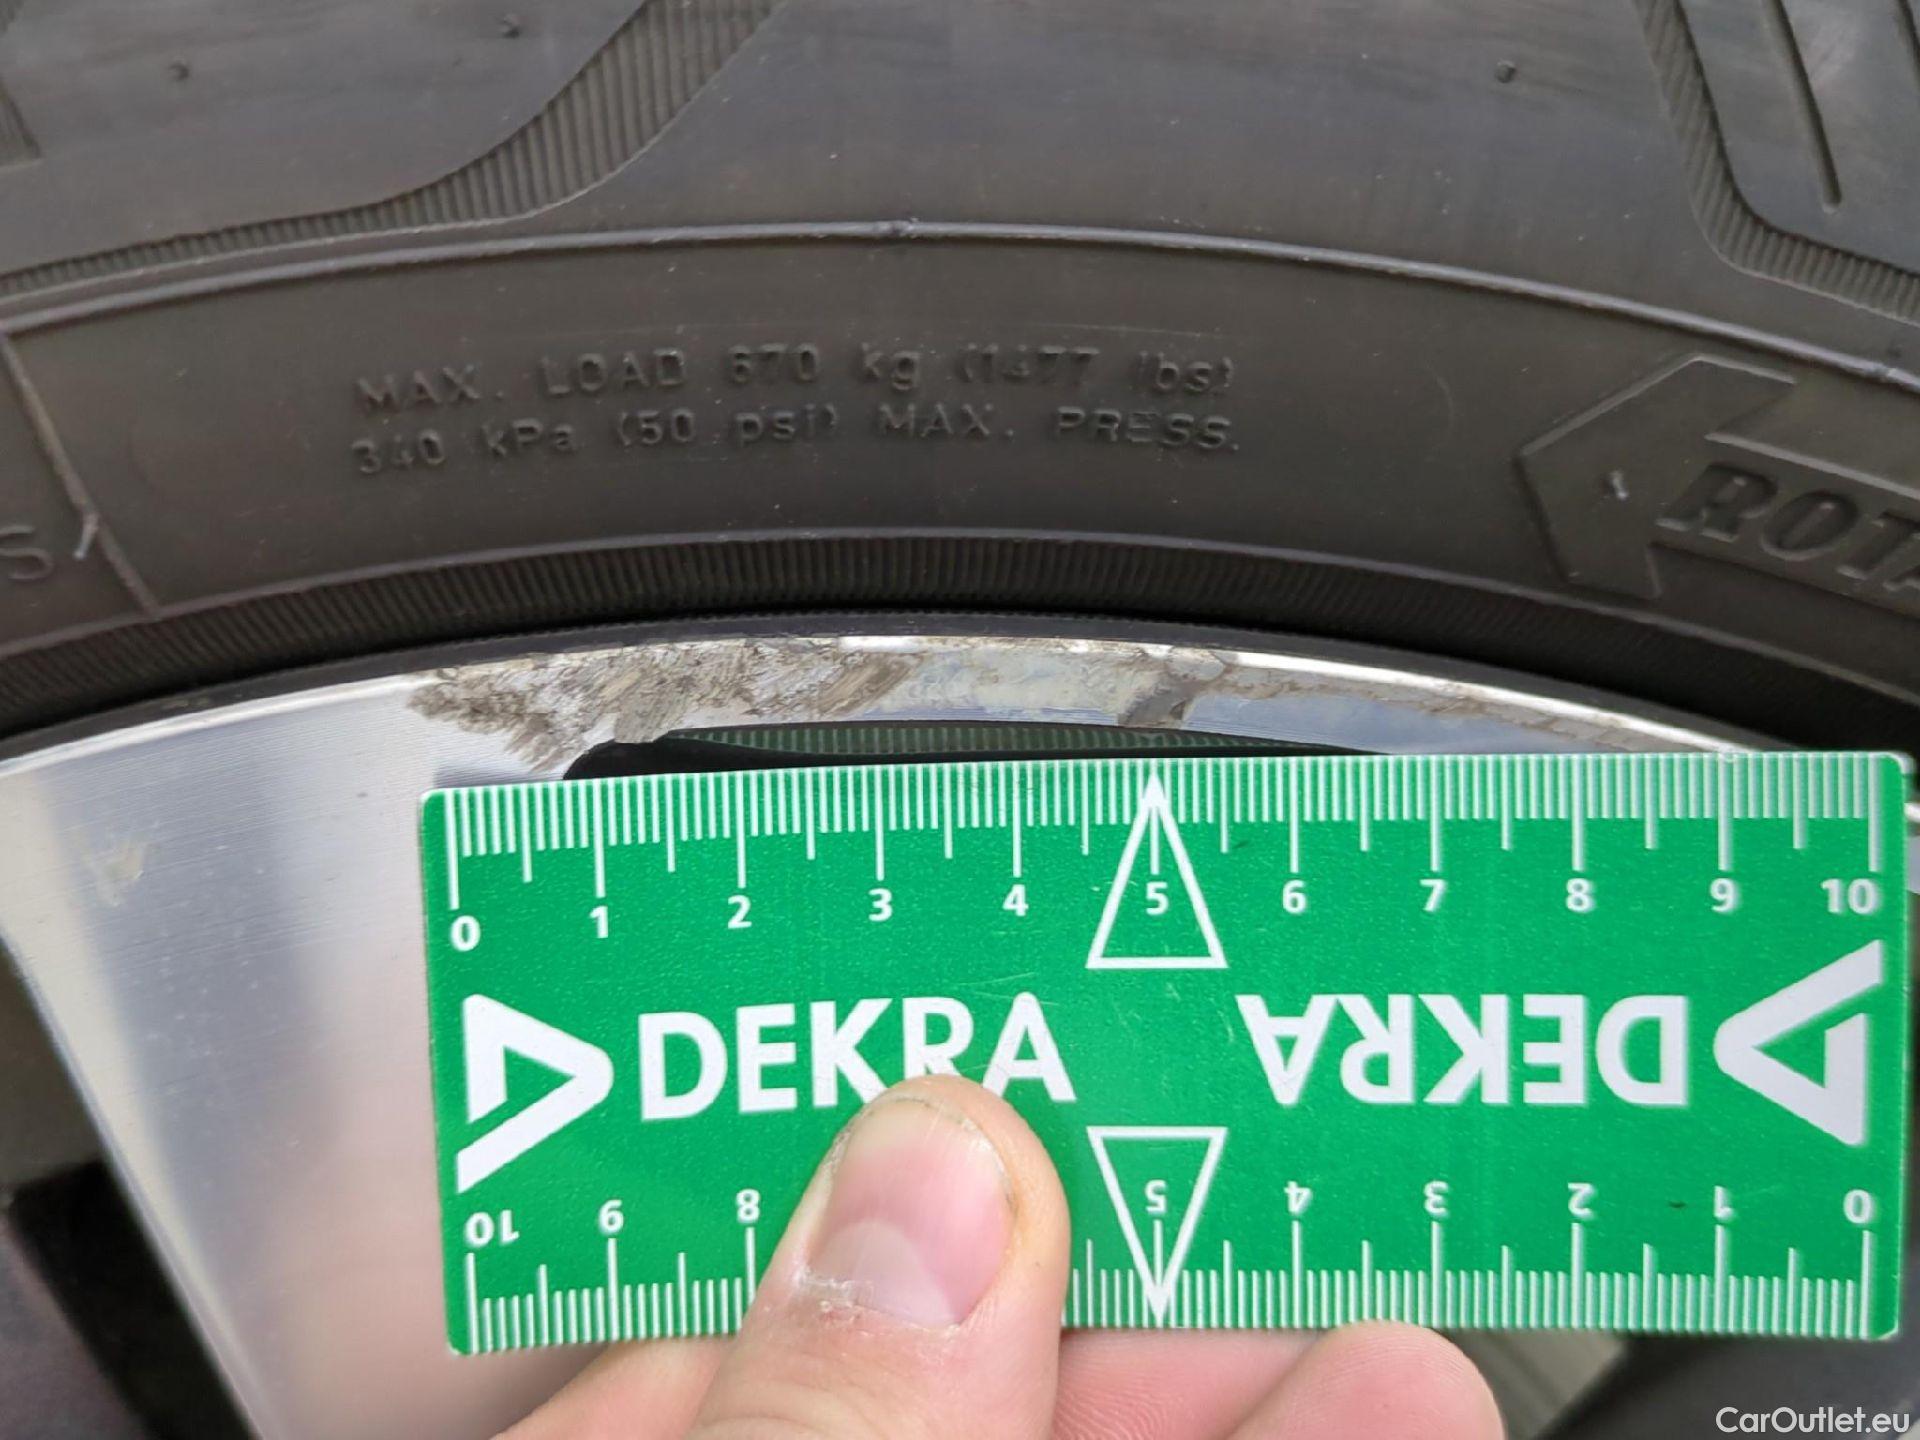 MAX. LOAD 670 kg (1477 lbs)
340 kPa (50 psi) MAX. PRESS.
0 1 2 3 4 5 6 7 8 9 10
DEKRA DEKRA
10 9 8 5 4 3 2 1 0
CarOutlet.eu